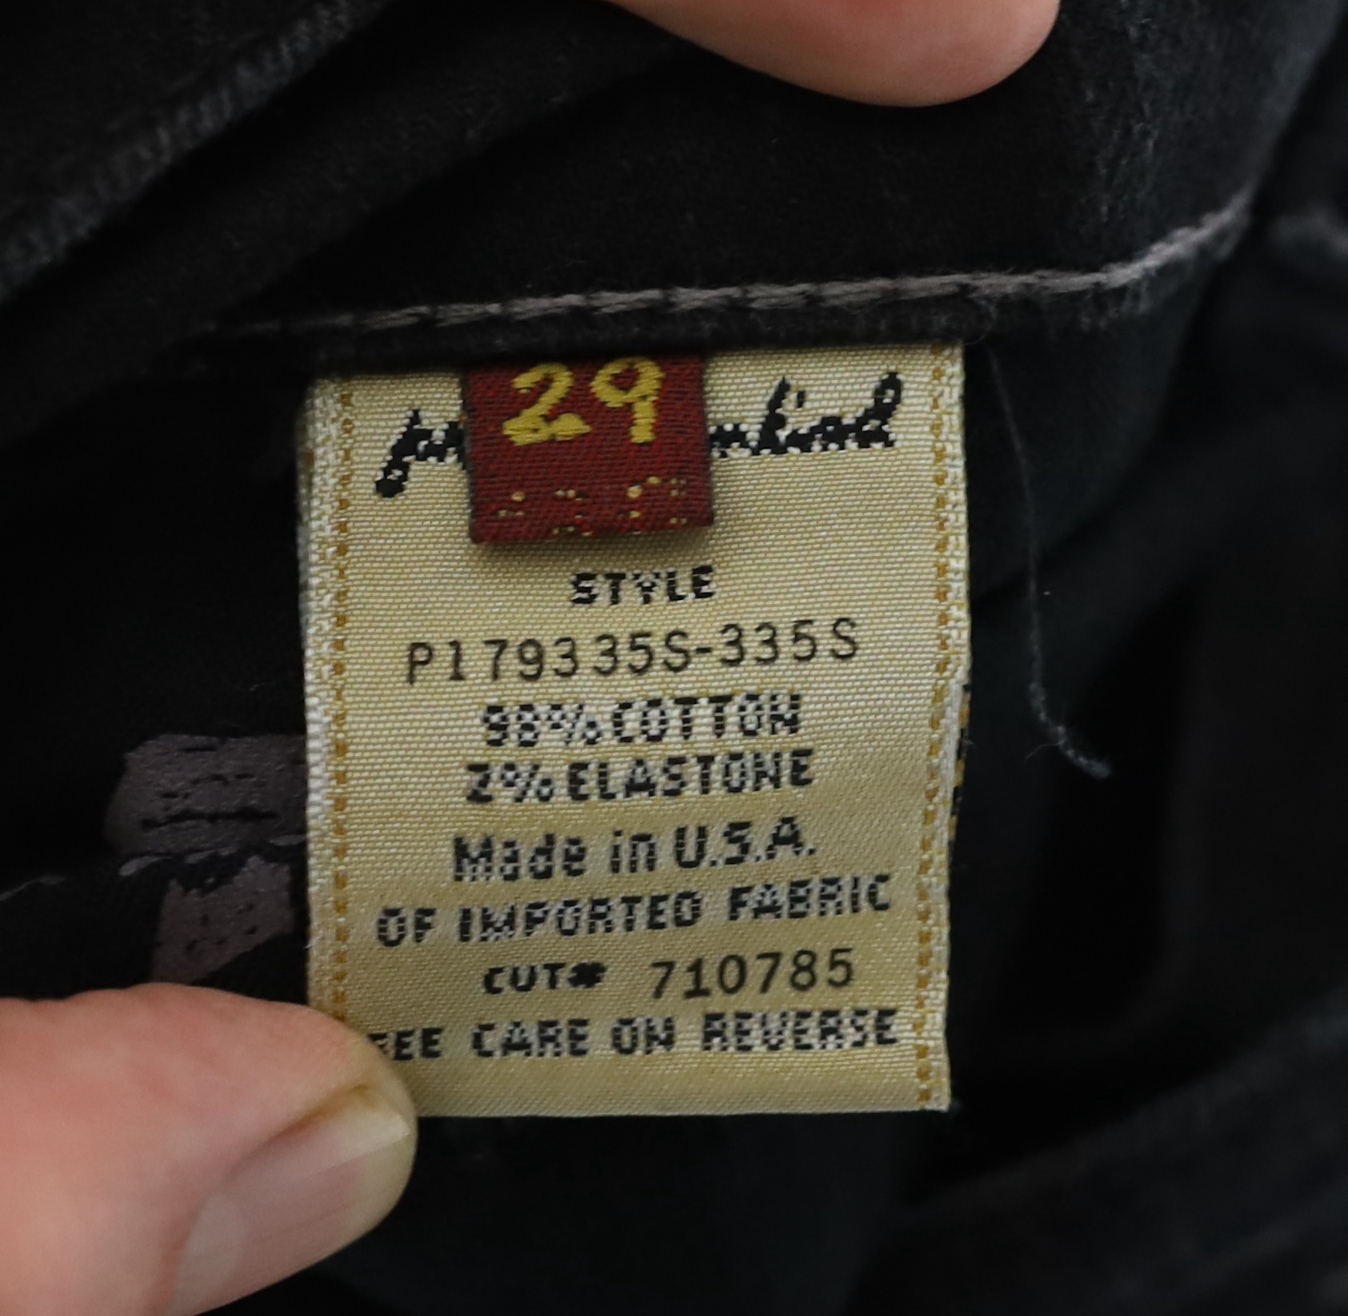 29
STYLE
P179335S-335S
98% COTTON
2% ELASTONE
Made in U.S.A.
OF IMPORTED FABRIC
CUT# 710785
SEE CARE ON REVERSE